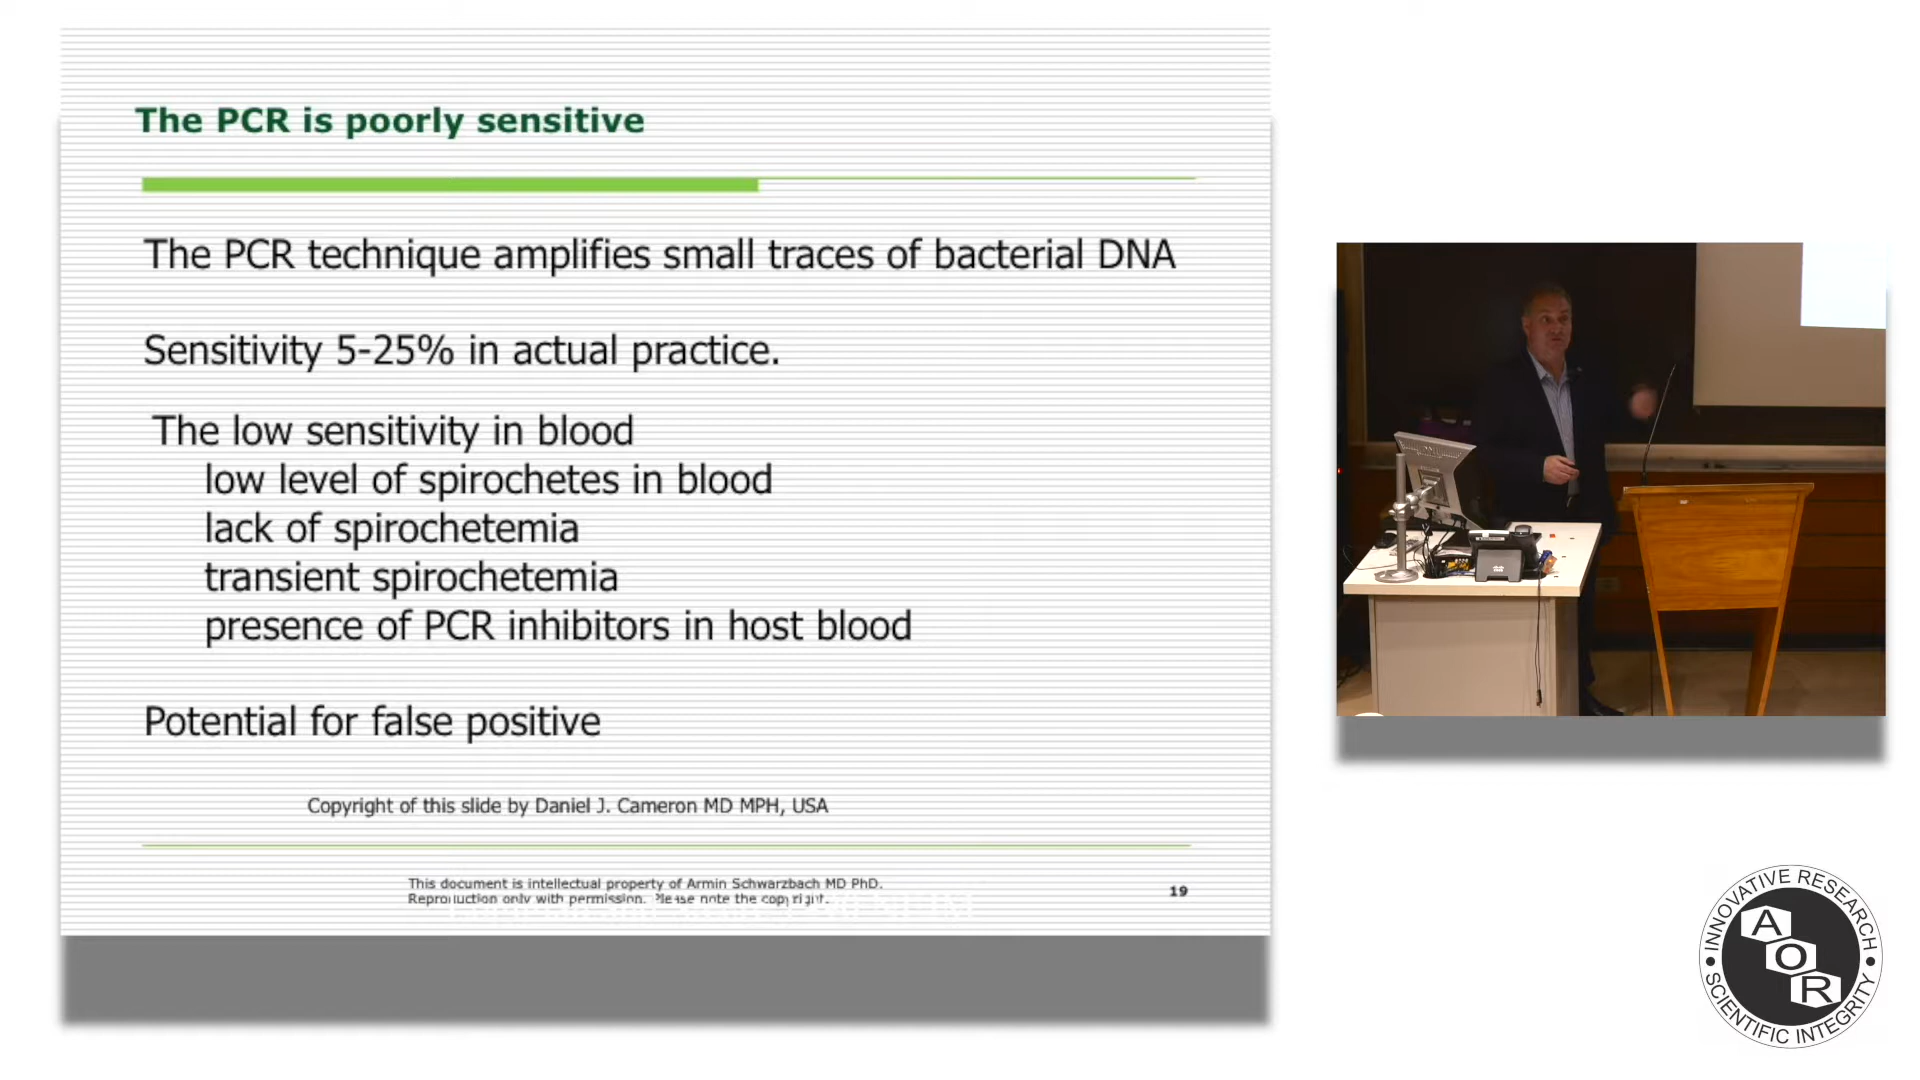 The PCR is poorly sensitive
The PCR technique amplifies small traces of bacterial DNA
Sensitivity 5-25% in actual practice.
The low sensitivity in blood
low level of spirochetes in blood
lack of spirochetemia
transient spirochetemia
presence of PCR inhibitors in host blood
Potential for false positive
Copyright of this slide by Daniel J. Cameron MD MPH, USA
This document is intellectual property of Armin Schwarzbach MD PhD.
Reproduction only with permission. Please note the copyright.
19
INNOVATIVE RESEARCH
AOR
SCIENTIFIC INTEGRITY